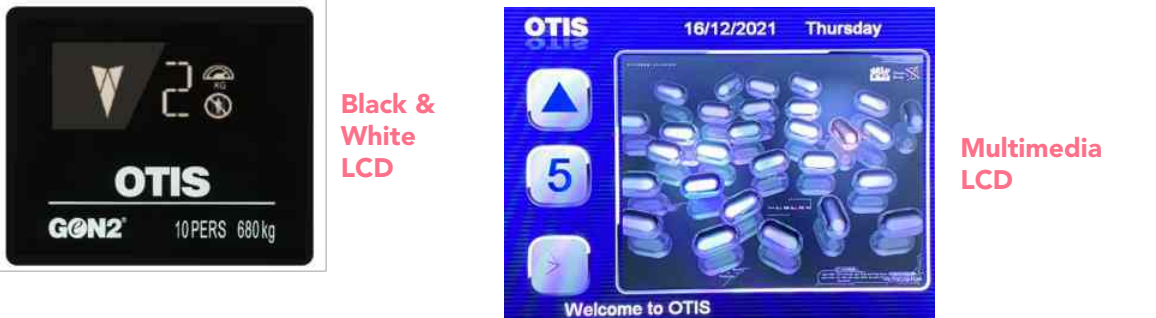 2
KG
OTIS
GeN2®
10 PERS 680 kg
Black &
White
LCD
OTIS
16/12/2021 Thursday
5
>
Welcome to OTIS
Multimedia
LCD